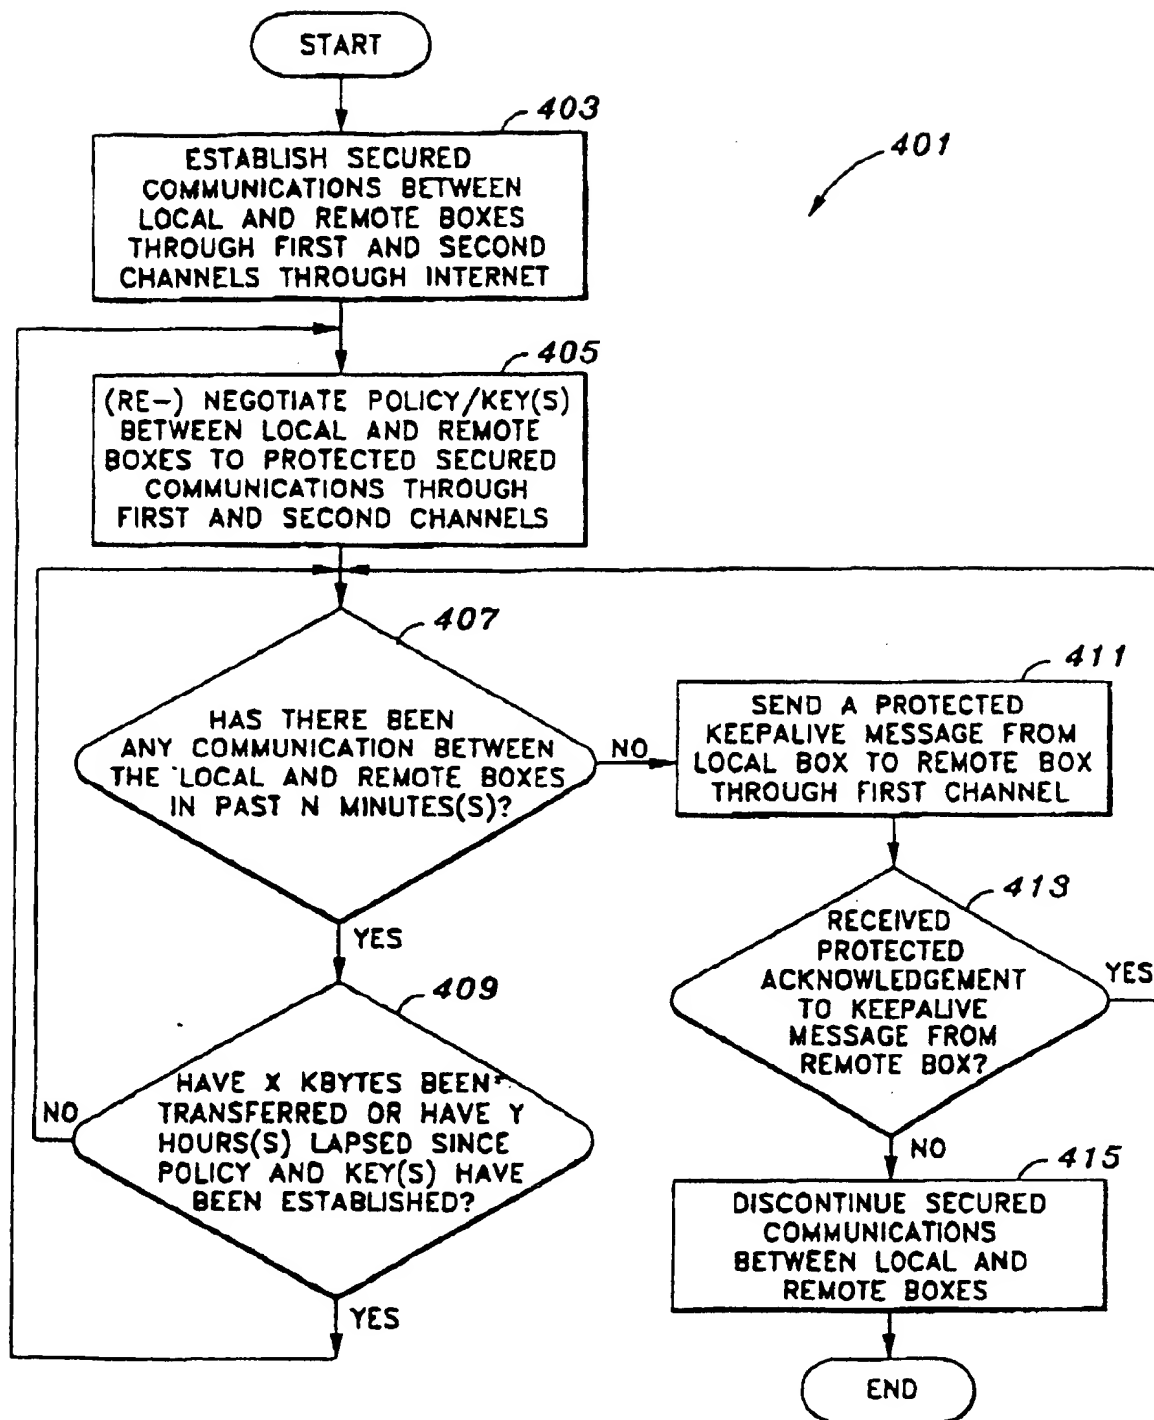 START
403
ESTABLISH SECURED
COMMUNICATIONS BETWEEN
LOCAL AND REMOTE BOXES
THROUGH FIRST AND SECOND
CHANNELS THROUGH INTERNET
401
405
(RE-) NEGOTIATE POLICY/KEY(S)
BETWEEN LOCAL AND REMOTE
BOXES TO PROTECTED SECURED
COMMUNICATIONS THROUGH
FIRST AND SECOND CHANNELS
407
HAS THERE BEEN
ANY COMMUNICATION BETWEEN
THE LOCAL AND REMOTE BOXES
IN PAST N MINUTES(S)?
NO
YES
411
SEND A PROTECTED
KEEPALIVE MESSAGE FROM
LOCAL BOX TO REMOTE BOX
THROUGH FIRST CHANNEL
413
RECEIVED
PROTECTED
ACKNOWLEDGEMENT
TO KEEPALIVE
MESSAGE FROM
REMOTE BOX?
YES
NO
409
HAVE X KBYTES BEEN
TRANSFERRED OR HAVE Y
HOURS(S) LAPSED SINCE
POLICY AND KEY(S) HAVE
BEEN ESTABLISHED?
NO
YES
415
DISCONTINUE SECURED
COMMUNICATIONS
BETWEEN LOCAL AND
REMOTE BOXES
END